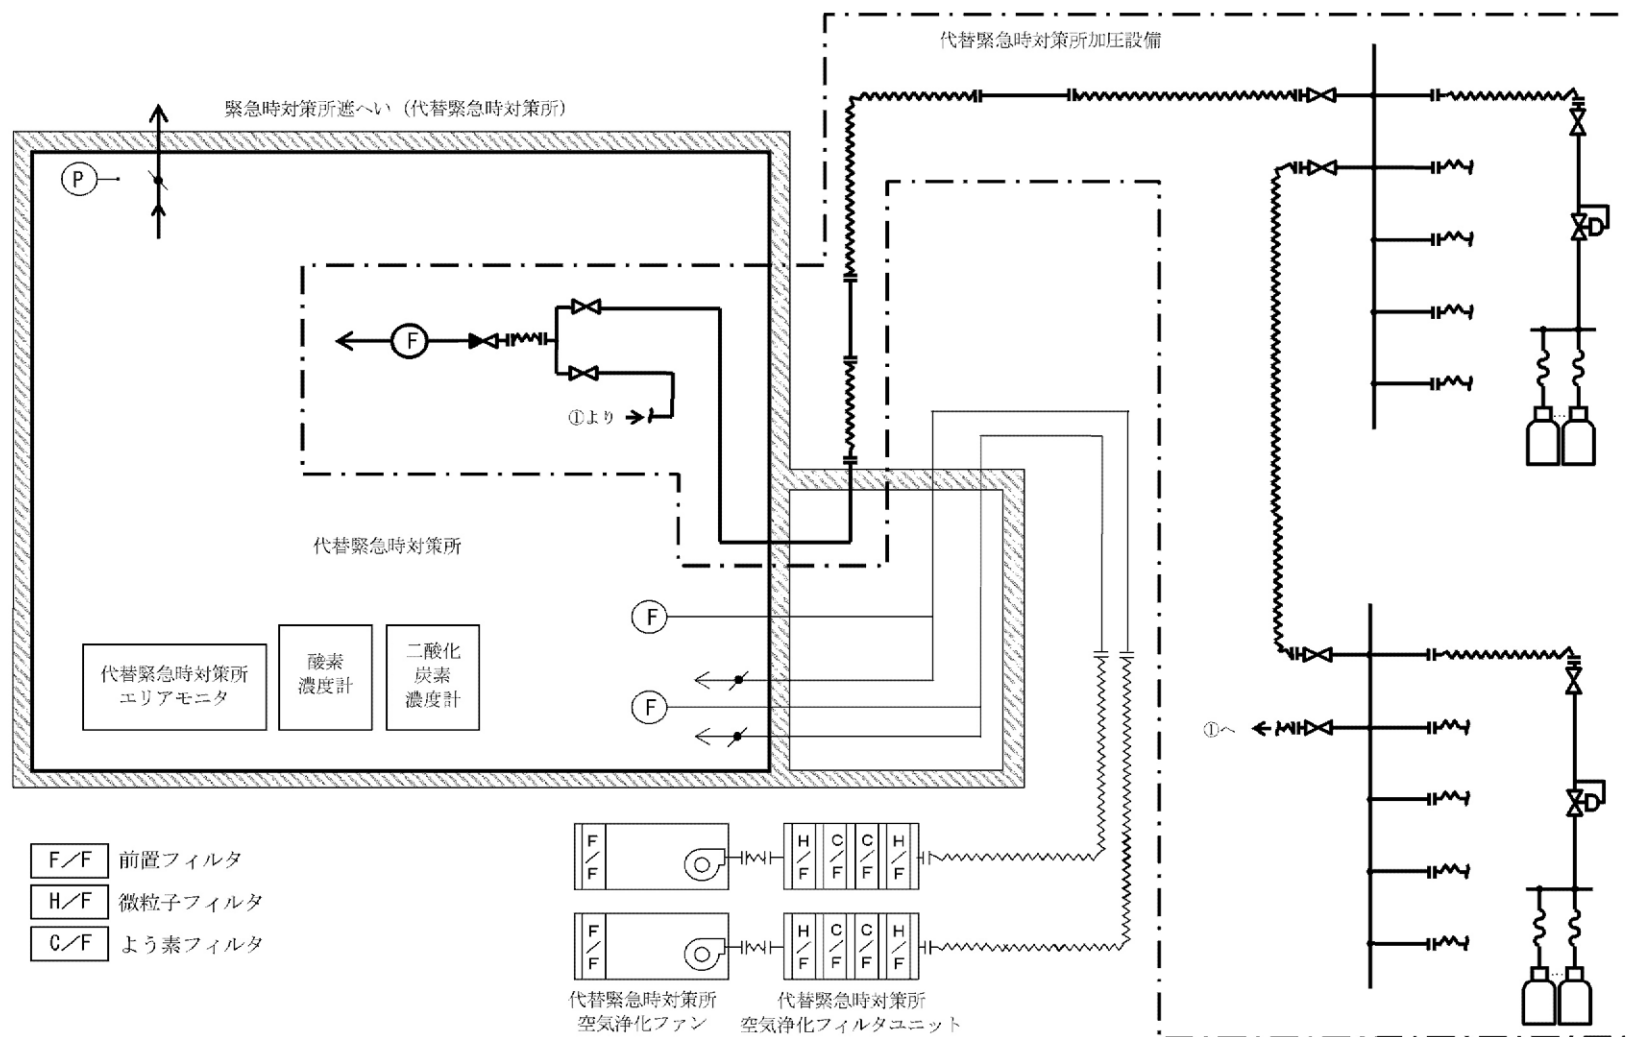 代替緊急時対策所加圧設備
緊急時対策所遮へい (代替緊急時対策所)
P
F
①より
代替緊急時対策所
F
F
代替緊急時対策所
エリアモニタ
酸素
濃度計
二酸化
炭素
濃度計
①へ
F/F
H/F
C/F
C/F
H/F
F/F
H/F
C/F
C/F
H/F
代替緊急時対策所
空気浄化ファン
代替緊急時対策所
空気浄化フィルタユニット
F/F 前置フィルタ
H/F 微粒子フィルタ
C/F よう素フィルタ